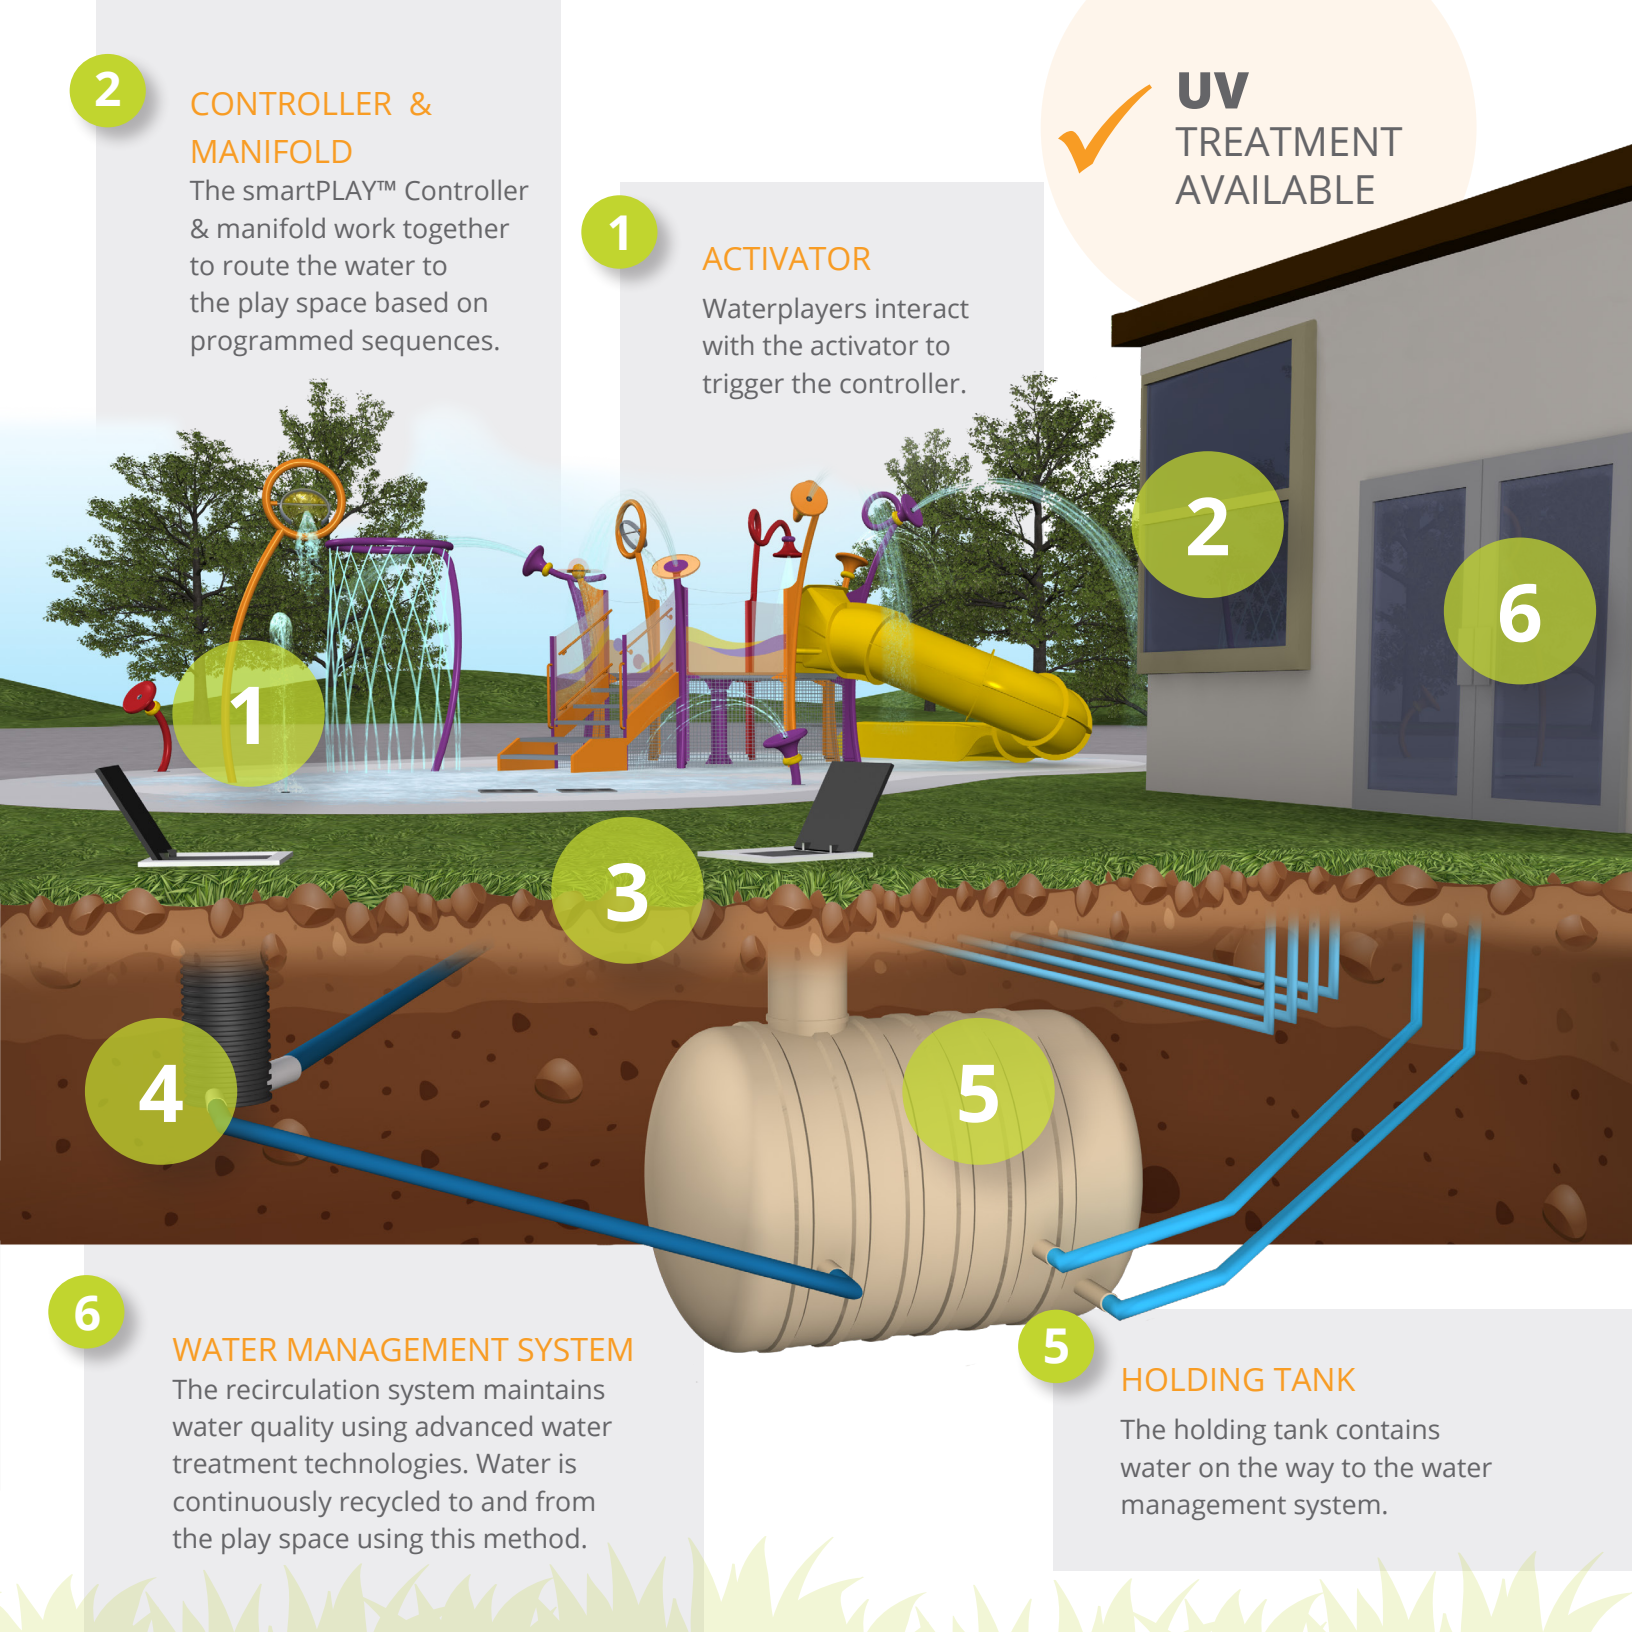 2
CONTROLLER & 
MANIFOLD
The smartPLAY™ Controller
& manifold work together
to route the water to
the play space based on
programmed sequences.
1
ACTIVATOR
Waterplayers interact
with the activator to
trigger the controller.
UV
TREATMENT
AVAILABLE
2
6
1
3
4
5
6
WATER MANAGEMENT SYSTEM
The recirculation system maintains
water quality using advanced water
treatment technologies. Water is
continuously recycled to and from
the play space using this method.
5
HOLDING TANK
The holding tank contains
water on the way to the water
management system.